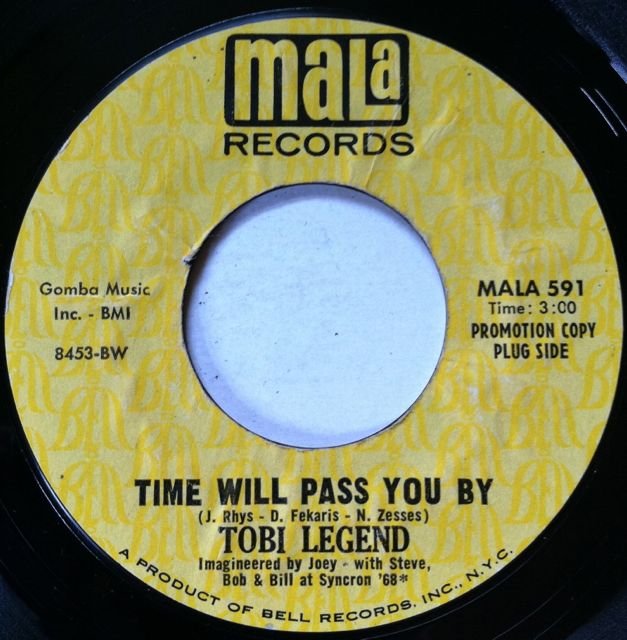 mala
RECORDS
Gomba Music
Inc. - BMI
8453-BW
MALA 591
Time: 3:00
PROMOTION COPY
PLUG SIDE
TIME WILL PASS YOU BY
(J. Rhys - D. Fekaris - N. Zesses)
TOBI LEGEND
Imagineered by Joey - with Steve,
Bob & Bill at Syncron '68*
A PRODUCT OF BELL RECORDS, INC., N.Y.C.